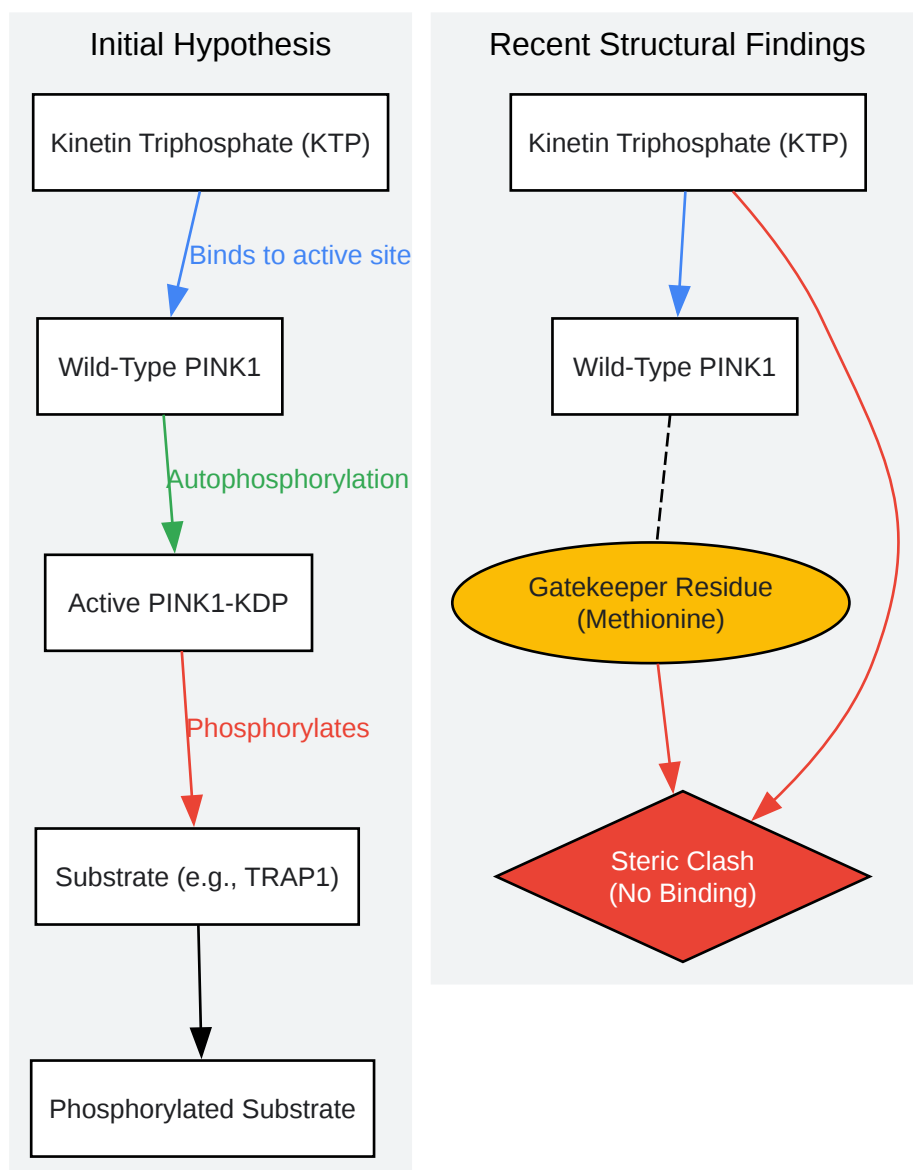 Initial Hypothesis
Kinetin Triphosphate (KTP)
Binds to active site
Wild-Type PINK1
Autophosphorylation
Active PINK1-KDP
Phosphorylates
Substrate (e.g., TRAP1)
Phosphorylated Substrate
Recent Structural Findings
Kinetin Triphosphate (KTP)
Wild-Type PINK1
Gatekeeper Residue
(Methionine)
Steric Clash
(No Binding)